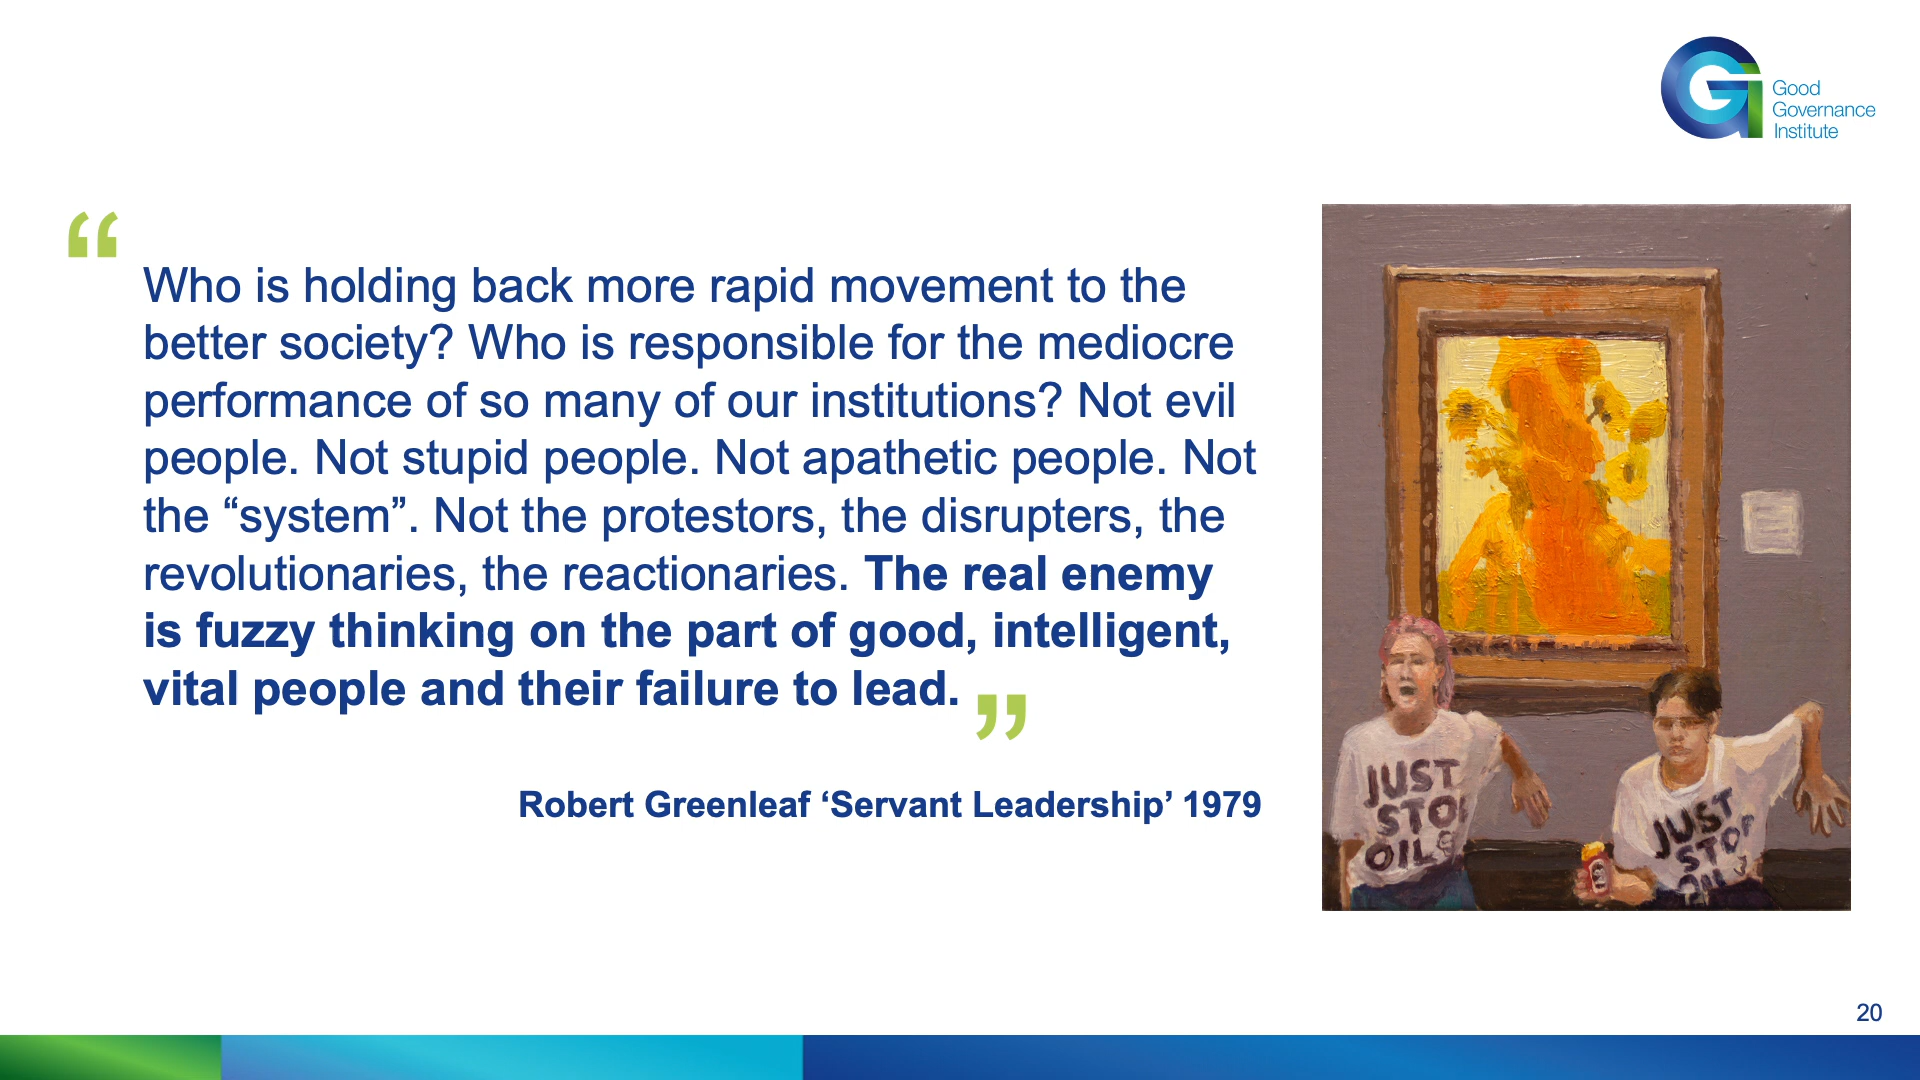 Good
Governance
Institute
“
Who is holding back more rapid movement to the
better society? Who is responsible for the mediocre
performance of so many of our institutions? Not evil
people. Not stupid people. Not apathetic people. Not
the “system”. Not the protestors, the disrupters, the
revolutionaries, the reactionaries. The real enemy
is fuzzy thinking on the part of good, intelligent,
vital people and their failure to lead.
”
Robert Greenleaf ‘Servant Leadership’ 1979
JUST
STOP
OIL
JUST
STOP
OIL
20